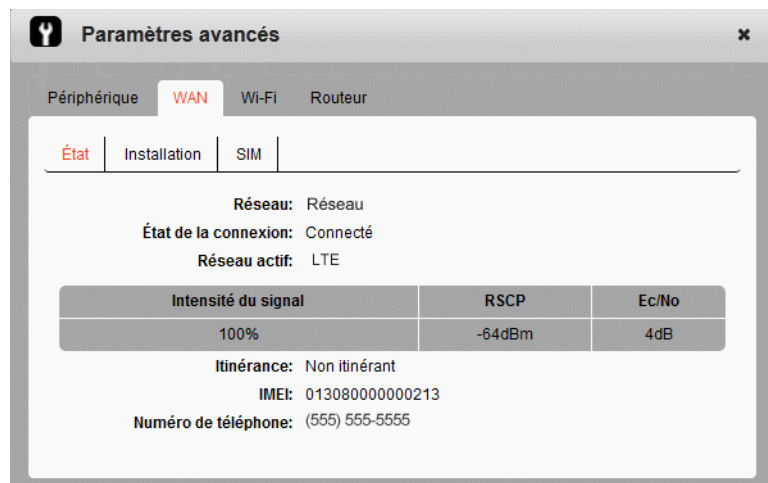 Paramètres avancés
Périphérique WAN Wi-Fi Routeur
État Installation SIM
Réseau: Réseau
État de la connexion: Connecté
Réseau actif: LTE
Intensité du signal RSCP Ec/No
100% -64dBm 4dB
Itinérance: Non itinérant
IMEI: 013080000000213
Numéro de téléphone: (555) 555-5555